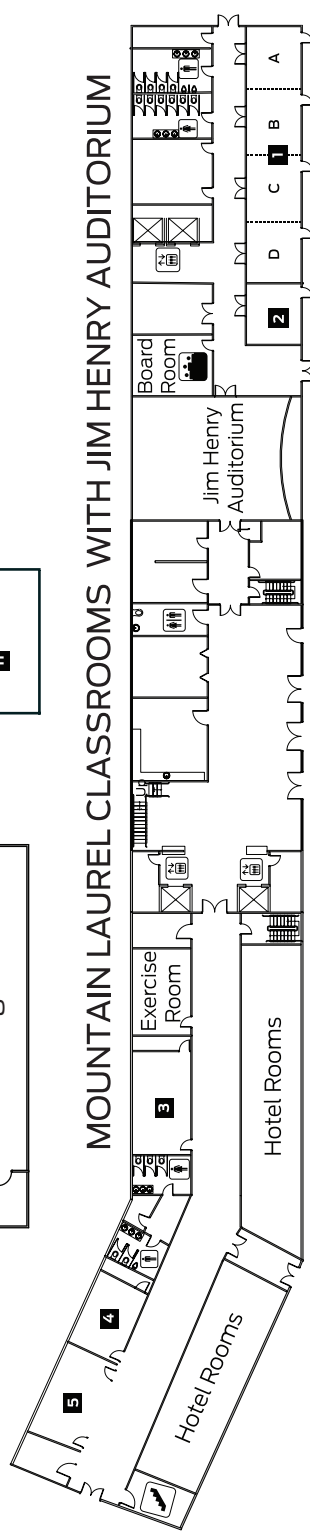 MOUNTAIN LAUREL CLASSROOMS WITH JIM HENRY AUDITORIUM
5
4
3
Exercise
Room
Hotel Rooms
Hotel Rooms
Jim Henry
Auditorium
Board
Room
2
1
D
C
B
A